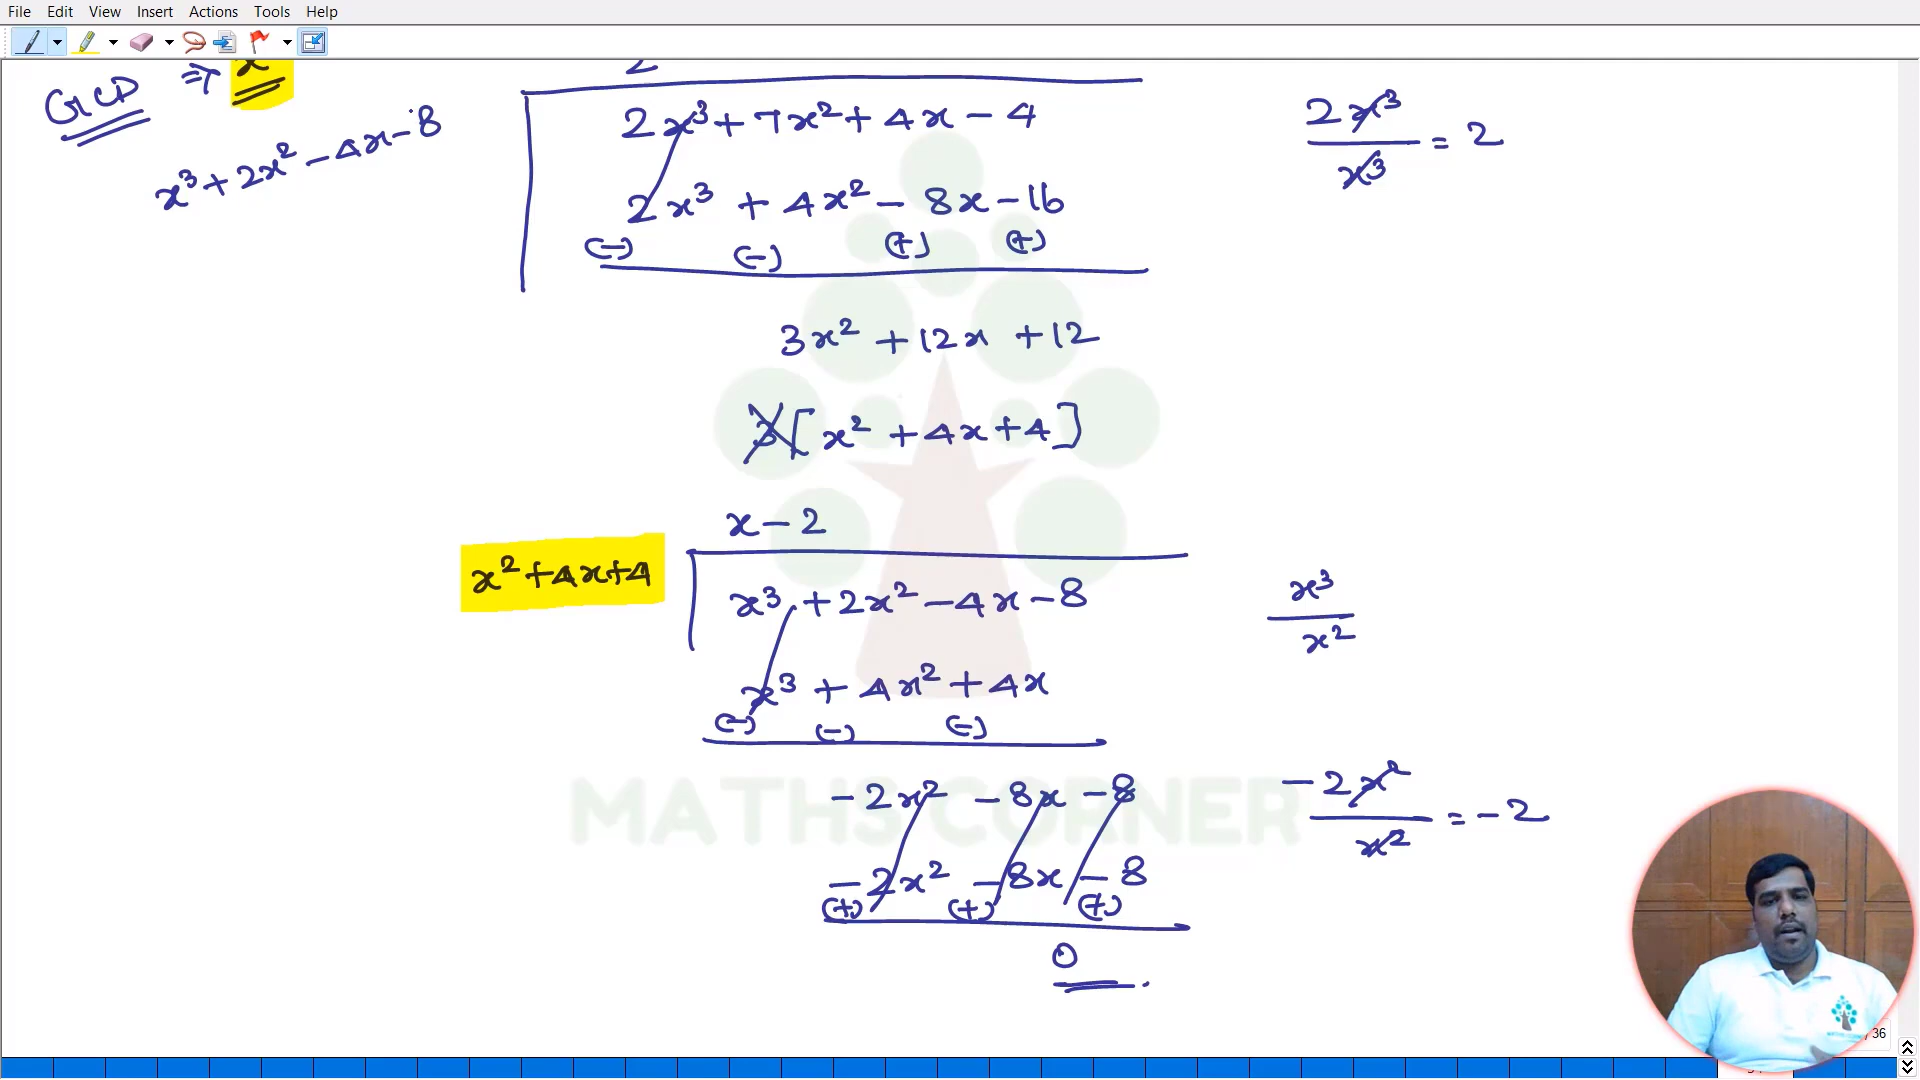 File Edit View Insert Actions Tools Help
GCD ⇒ x
2
x³ + 2x² - 4x - 8
2x³ + 7x² + 4x - 4
2x³ / x³ = 2
2x³ + 4x² - 8x - 16
(-) (-) (+) (+)
3x² + 12x + 12
3[x² + 4x + 4]
x - 2
x² + 4x + 4
x³ + 2x² - 4x - 8
x³ / x²
x³ + 4x² + 4x
(-) (-) (-)
-2x² - 8x - 8
-2x² / x² = -2
MATHS CORNER
-2x² - 8x - 8
(+) (+) (+)
0
/36